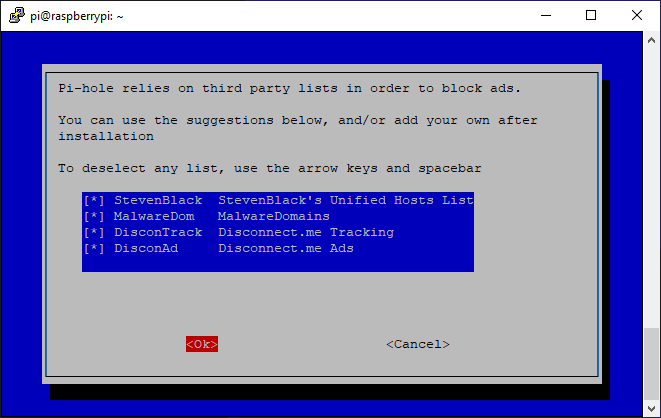 pi@raspberrypi: ~
Pi-hole relies on third party lists in order to block ads.
You can use the suggestions below, and/or add your own after
installation
To deselect any list, use the arrow keys and spacebar
[*] StevenBlack  StevenBlack's Unified Hosts List
[*] MalwareDom   MalwareDomains
[*] DisconTrack  Disconnect.me Tracking
[*] DisconAd     Disconnect.me Ads
<Ok>                     <Cancel>